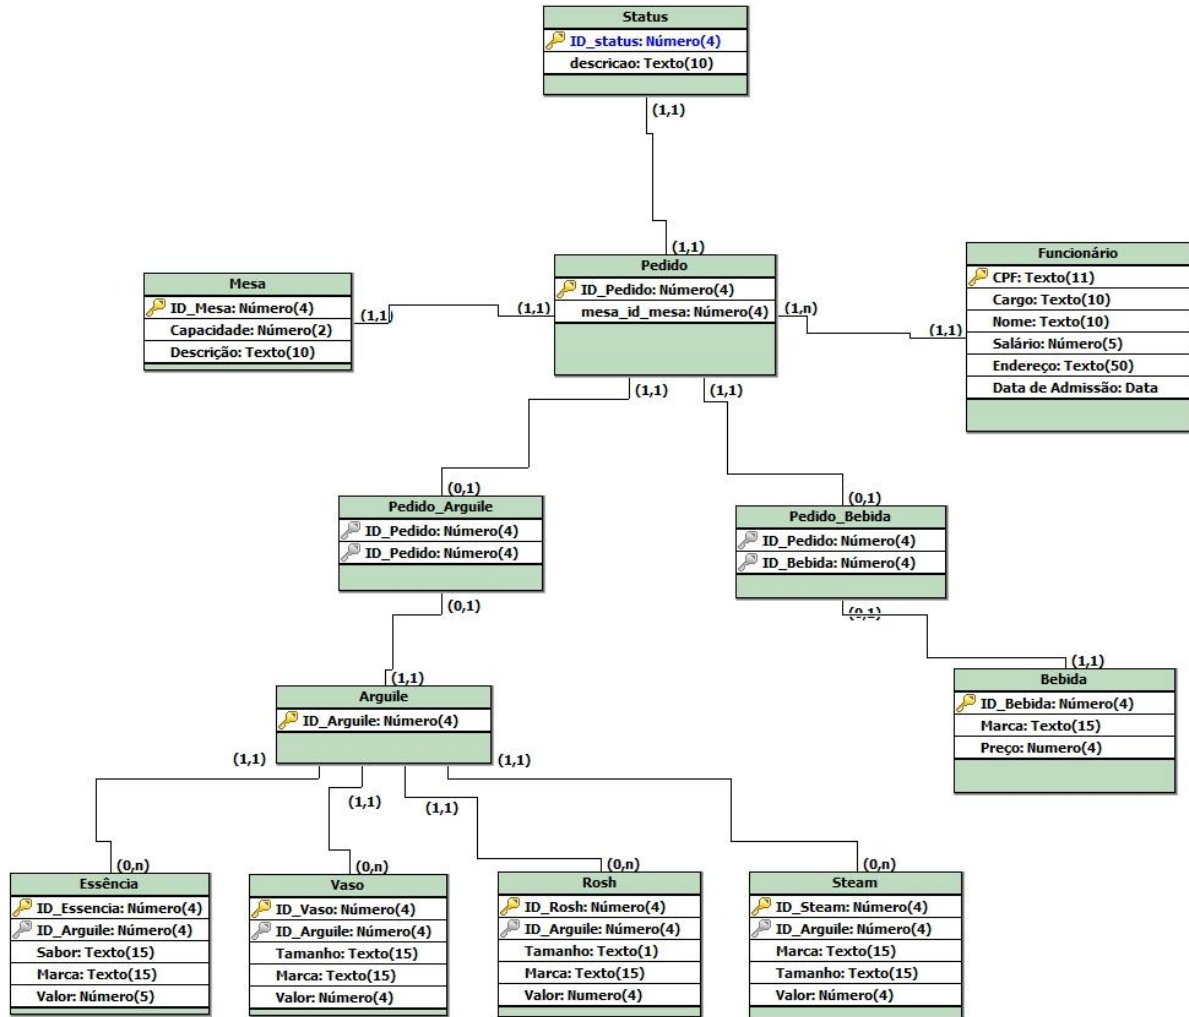 Status
ID_status: Número(4)
descricao: Texto(10)
(1,1)
(1,1)
Pedido
ID_Pedido: Número(4)
mesa_id_mesa: Número(4)
Mesa
ID_Mesa: Número(4)
Capacidade: Número(2)
Descrição: Texto(10)
(1,1)
(1,1)
(1,n)
(1,1)
Funcionário
CPF: Texto(11)
Cargo: Texto(10)
Nome: Texto(10)
Salário: Número(5)
Endereço: Texto(50)
Data de Admissão: Data
(1,1)
(1,1)
(0,1)
Pedido_Arguile
ID_Pedido: Número(4)
ID_Pedido: Número(4)
(0,1)
(0,1)
Pedido_Bebida
ID_Pedido: Número(4)
ID_Bebida: Número(4)
(0,1)
(1,1)
Arguile
ID_Arguile: Número(4)
(1,1)
Bebida
ID_Bebida: Número(4)
Marca: Texto(15)
Preço: Numero(4)
(1,1)
(1,1)
(1,1)
(1,1)
(0,n)
Essência
ID_Essencia: Número(4)
ID_Arguile: Número(4)
Sabor: Texto(15)
Marca: Texto(15)
Valor: Número(5)
(0,n)
Vaso
ID_Vaso: Número(4)
ID_Arguile: Número(4)
Tamanho: Texto(15)
Marca: Texto(15)
Valor: Número(4)
(0,n)
Rosh
ID_Rosh: Número(4)
ID_Arguile: Número(4)
Tamanho: Texto(1)
Marca: Texto(15)
Valor: Numero(4)
(0,n)
Steam
ID_Steam: Número(4)
ID_Arguile: Número(4)
Marca: Texto(15)
Tamanho: Texto(15)
Valor: Número(4)